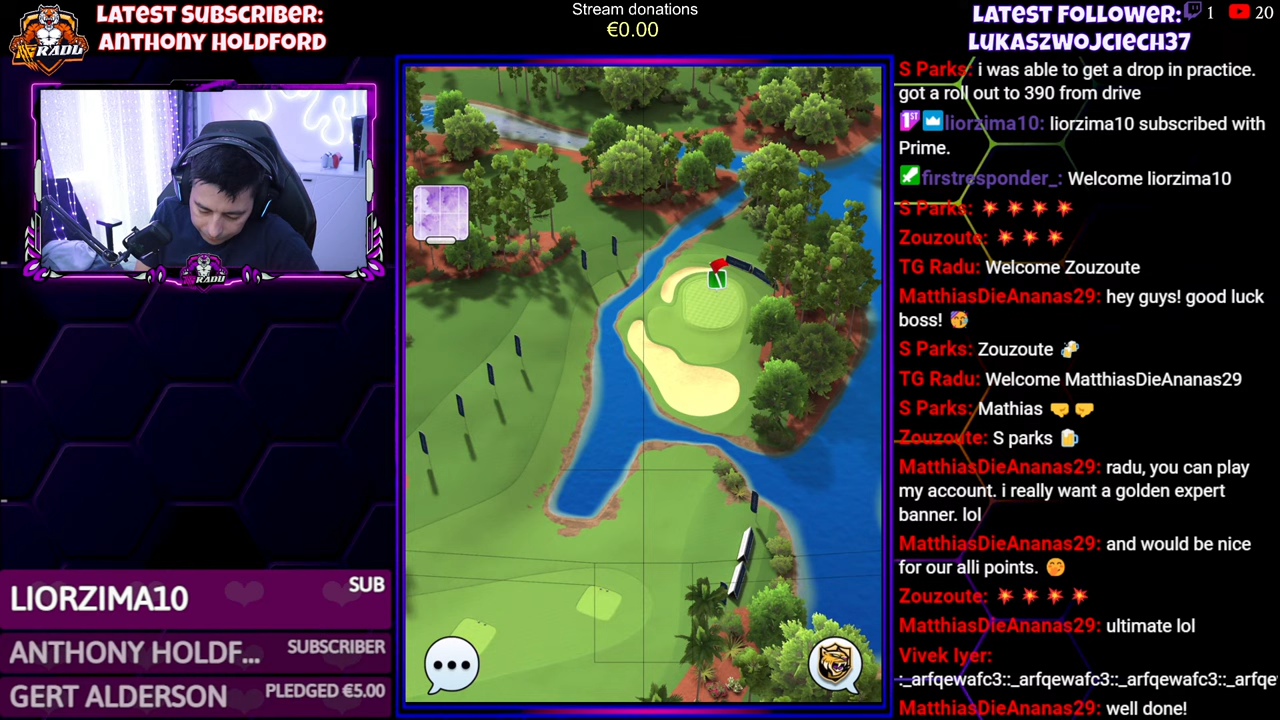 LATEST SUBSCRIBER:
ANTHONY HOLDFORD
RADU
Stream donations
€0.00
LATEST FOLLOWER:
LUKASZWOJCIECH37
1
20
RADU
S Parks: i was able to get a drop in practice.
got a roll out to 390 from drive
1ST liorzima10: liorzima10 subscribed with
Prime.
firstresponder_: Welcome liorzima10
S Parks: 💥 💥 💥 💥
Zouzoute: 💥 💥 💥
TG Radu: Welcome Zouzoute
MatthiasDieAnanas29: hey guys! good luck
boss! 🥳
S Parks: Zouzoute 🍻
TG Radu: Welcome MatthiasDieAnanas29
S Parks: Mathias 🤜 🤛
Zouzoute: S parks 🍺
MatthiasDieAnanas29: radu, you can play
my account. i really want a golden expert
banner. lol
MatthiasDieAnanas29: and would be nice
for our alli points. 🤭
Zouzoute: 💥 💥 💥 💥
MatthiasDieAnanas29: ultimate lol
Vivek Iyer:
:_arfqewafc3::_arfqewafc3::_arfqewafc3::_arfqe
MatthiasDieAnanas29: well done!
LIORZIMA10
SUB
ANTHONY HOLDF...
SUBSCRIBER
GERT ALDERSON
PLEDGED €5.00